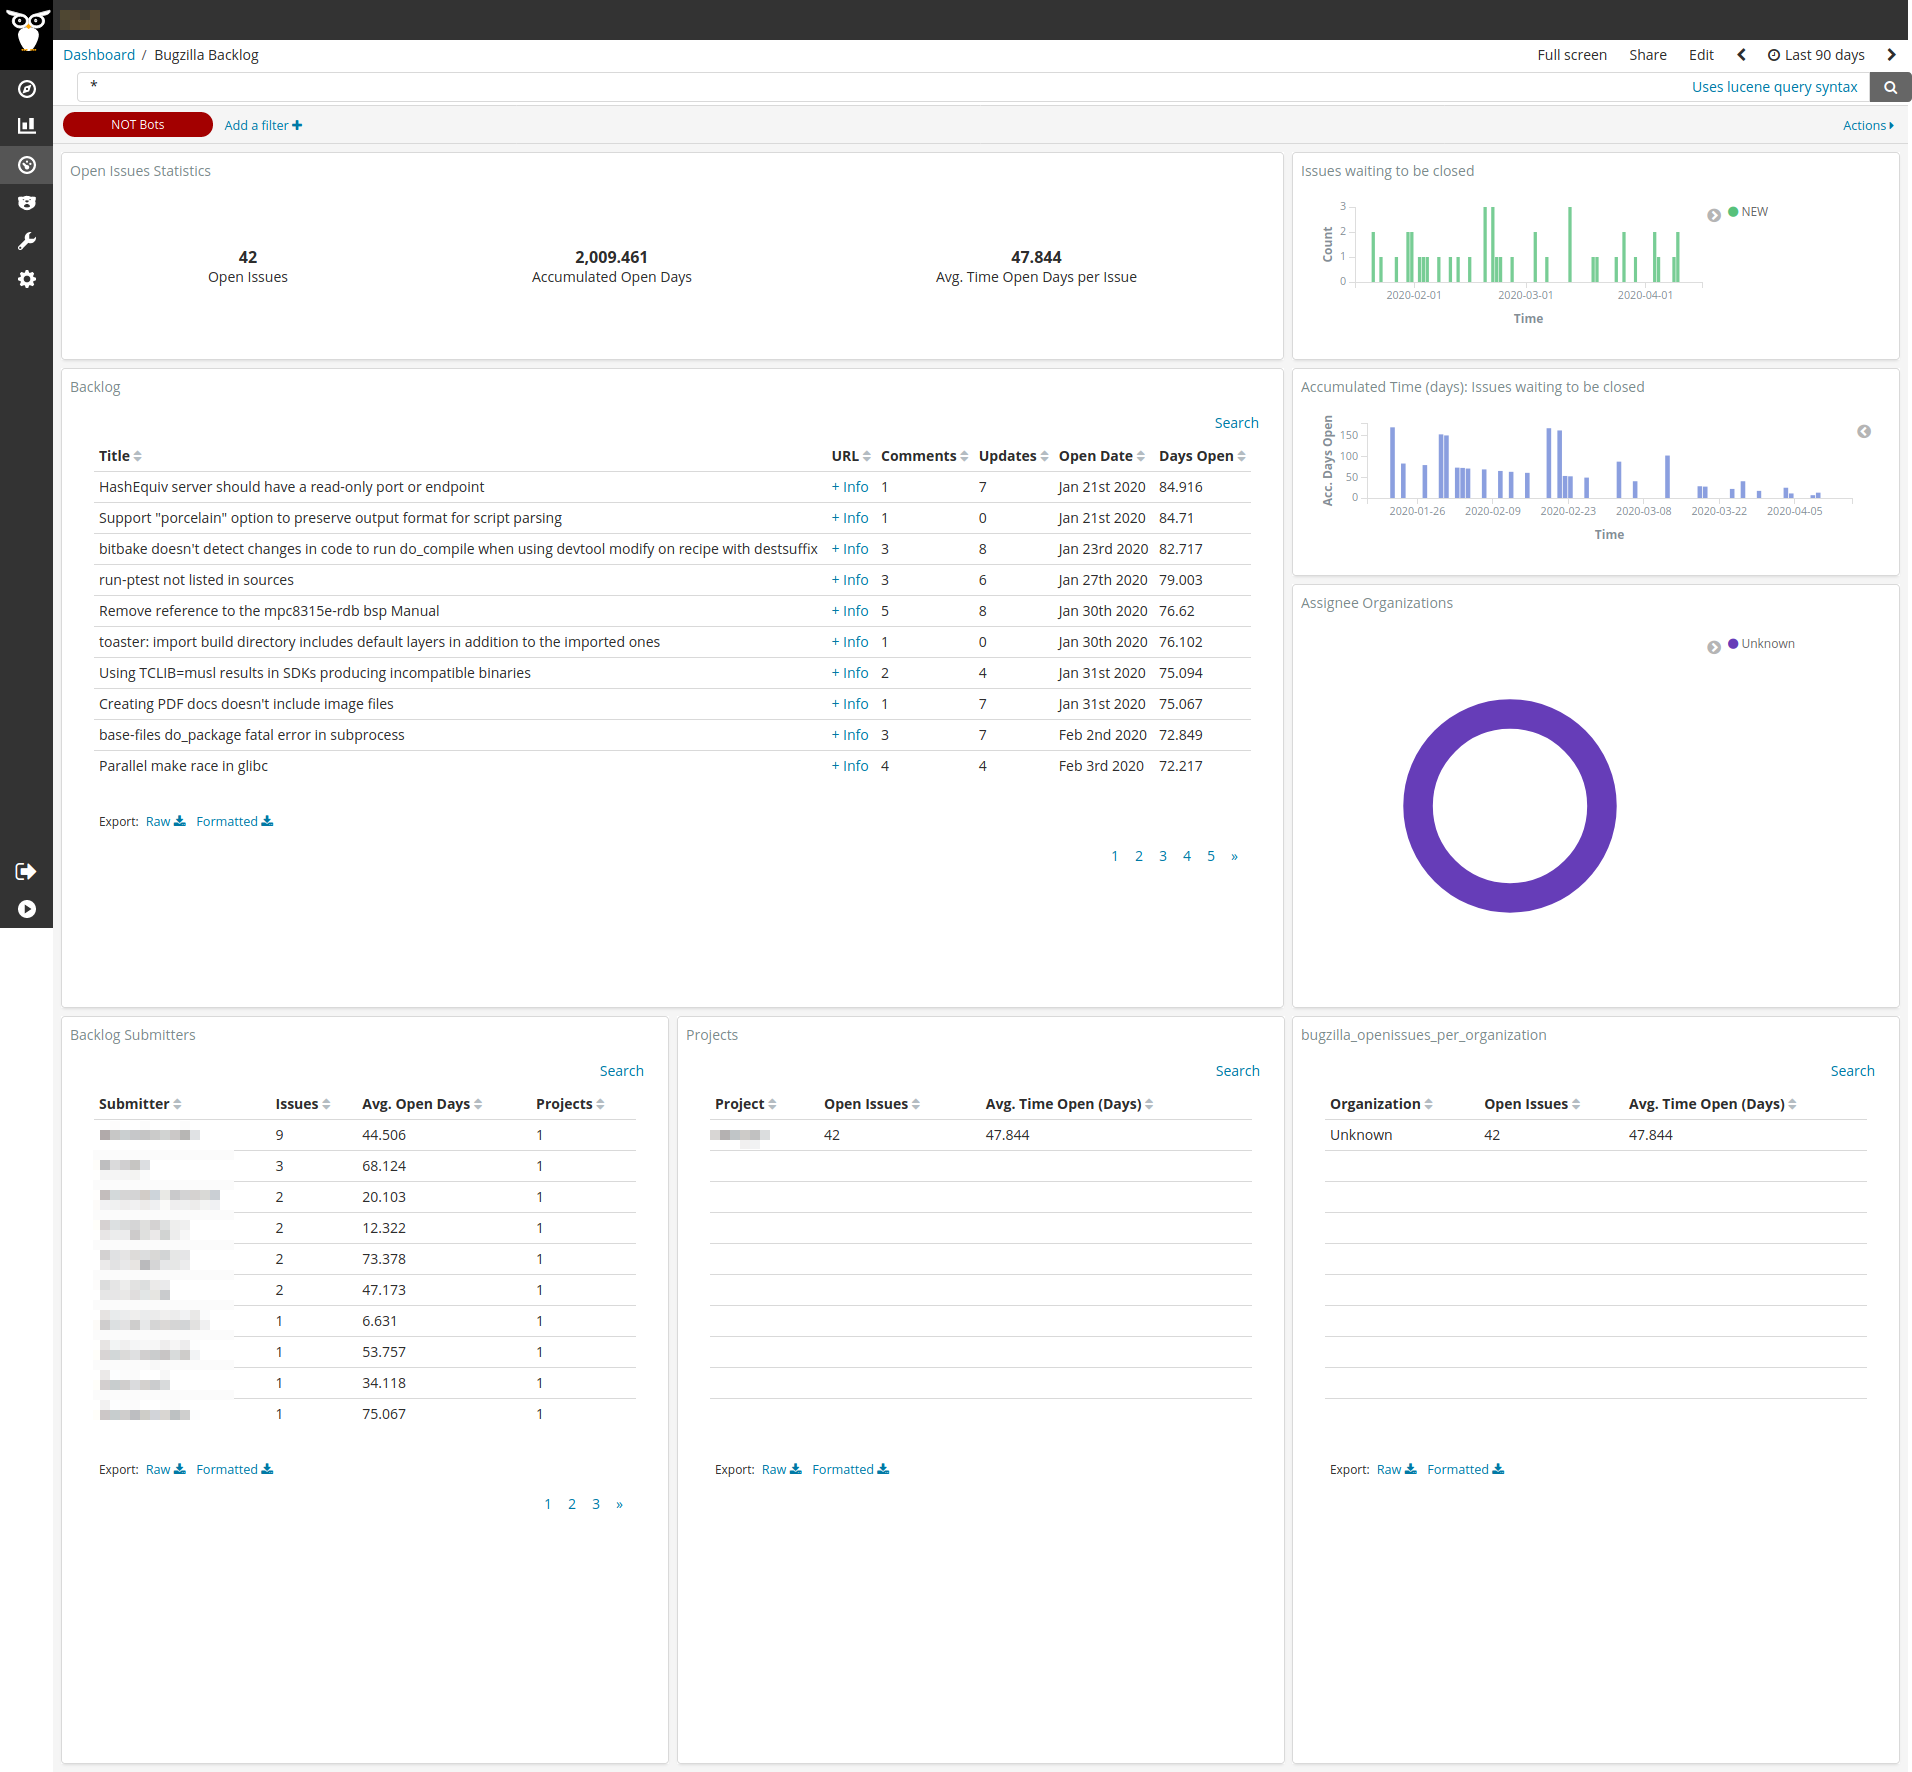 Dashboard / Bugzilla Backlog
Full screen Share Edit Last 90 days
*
Uses lucene query syntax
NOT Bots Add a filter
Actions
Open Issues Statistics
42
Open Issues
2,009.461
Accumulated Open Days
47.844
Avg. Time Open Days per Issue
Issues waiting to be closed
Count
3
2
1
0
2020-02-01 2020-03-01 2020-04-01
Time
NEW
Backlog
Search
Title URL Comments Updates Open Date Days Open
HashEquiv server should have a read-only port or endpoint + Info 1 7 Jan 21st 2020 84.916
Support "porcelain" option to preserve output format for script parsing + Info 1 0 Jan 21st 2020 84.71
bitbake doesn't detect changes in code to run do_compile when using devtool modify on recipe with destsuffix + Info 3 8 Jan 23rd 2020 82.717
run-ptest not listed in sources + Info 3 6 Jan 27th 2020 79.003
Remove reference to the mpc8315e-rdb bsp Manual + Info 5 8 Jan 30th 2020 76.62
toaster: import build directory includes default layers in addition to the imported ones + Info 1 0 Jan 30th 2020 76.102
Using TCLIB=musl results in SDKs producing incompatible binaries + Info 2 4 Jan 31st 2020 75.094
Creating PDF docs doesn't include image files + Info 1 7 Jan 31st 2020 75.067
base-files do_package fatal error in subprocess + Info 3 7 Feb 2nd 2020 72.849
Parallel make race in glibc + Info 4 4 Feb 3rd 2020 72.217
Export: Raw Formatted
1 2 3 4 5 »
Accumulated Time (days): Issues waiting to be closed
Acc. Days Open
150
100
50
0
2020-01-26 2020-02-09 2020-02-23 2020-03-08 2020-03-22 2020-04-05
Time
Assignee Organizations
Unknown
Backlog Submitters
Search
Submitter Issues Avg. Open Days Projects
9 44.506 1
3 68.124 1
2 20.103 1
2 12.322 1
2 73.378 1
2 47.173 1
1 6.631 1
1 53.757 1
1 34.118 1
1 75.067 1
Export: Raw Formatted
1 2 3 »
Projects
Search
Project Open Issues Avg. Time Open (Days)
42 47.844
Export: Raw Formatted
bugzilla_openissues_per_organization
Search
Organization Open Issues Avg. Time Open (Days)
Unknown 42 47.844
Export: Raw Formatted